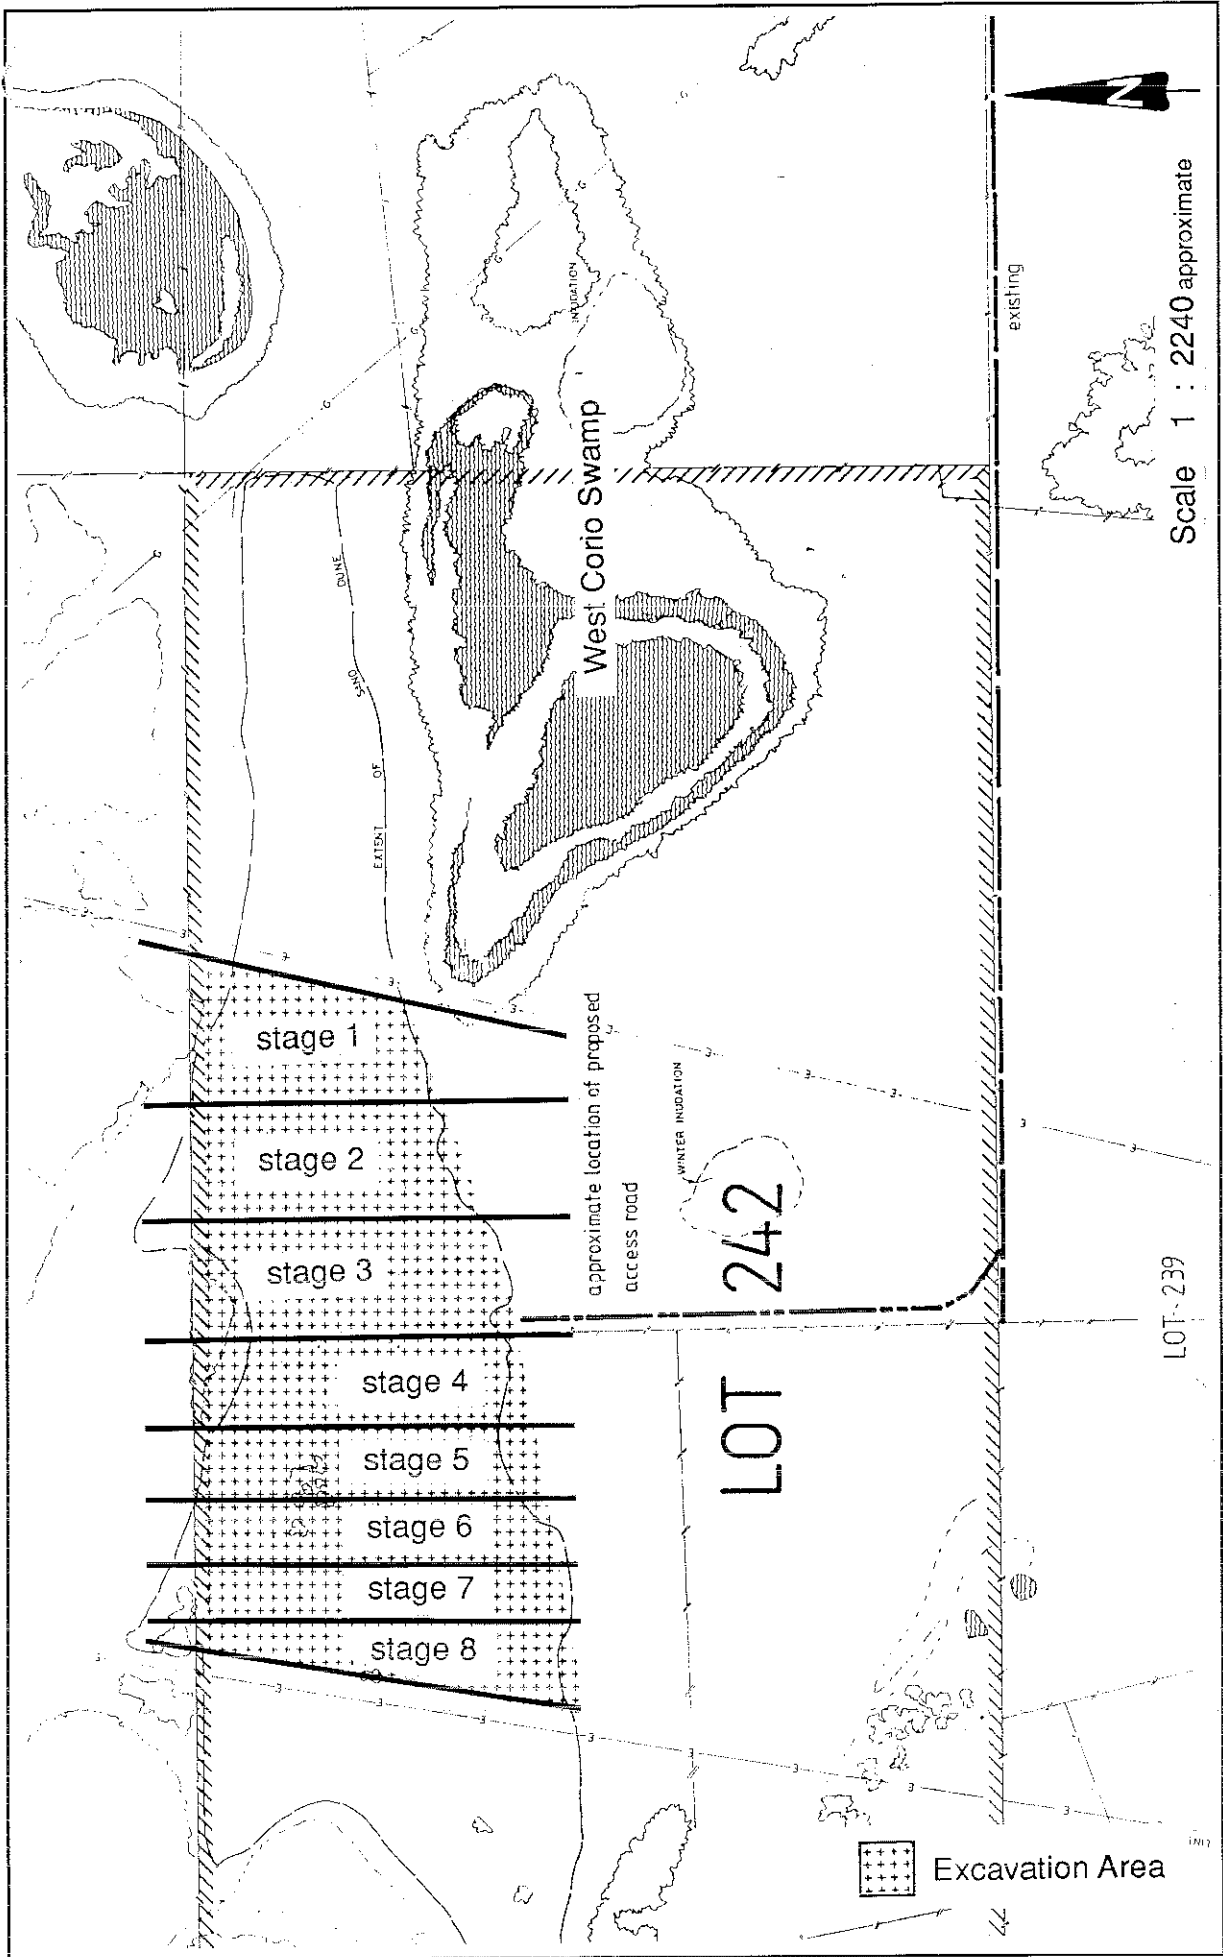 N
Scale 1 : 2240 approximate
existing
INUDATION
West Corio Swamp
EXTENT OF SAND DUNE
stage 1
stage 2
stage 3
stage 4
stage 5
stage 6
stage 7
stage 8
approximate location of proposed
access road
WINTER INUDATION
LOT 242
LOT-239
Excavation Area